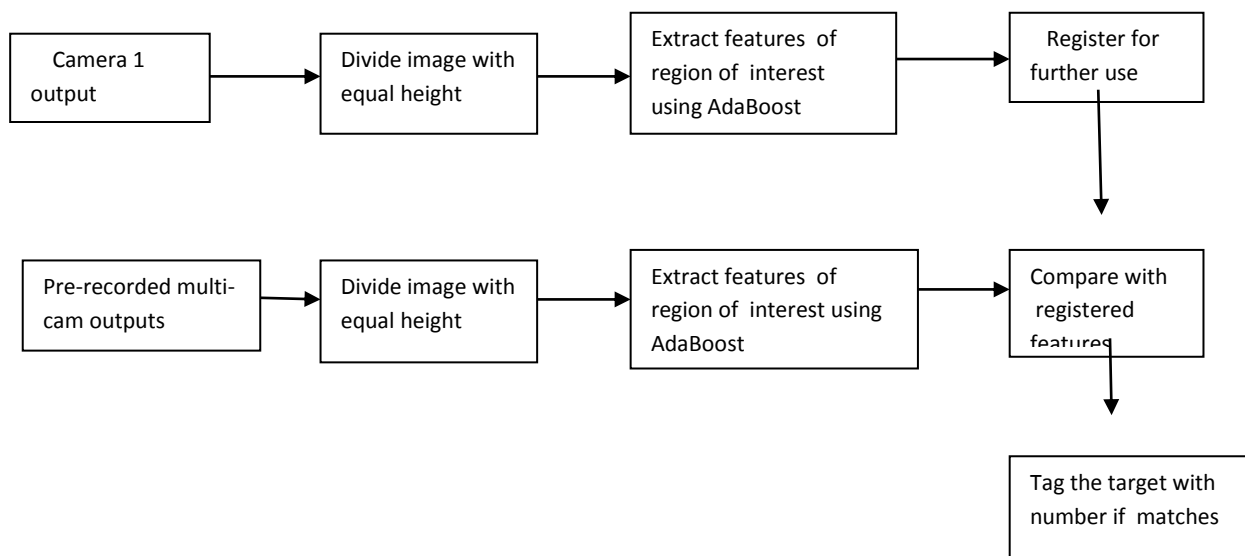 Camera 1
output
Divide image with
equal height
Extract features of
region of interest
using AdaBoost
Register for
further use
Pre-recorded multi-
cam outputs
Divide image with
equal height
Extract features of
region of interest using
AdaBoost
Compare with
registered
features
Tag the target with
number if matches